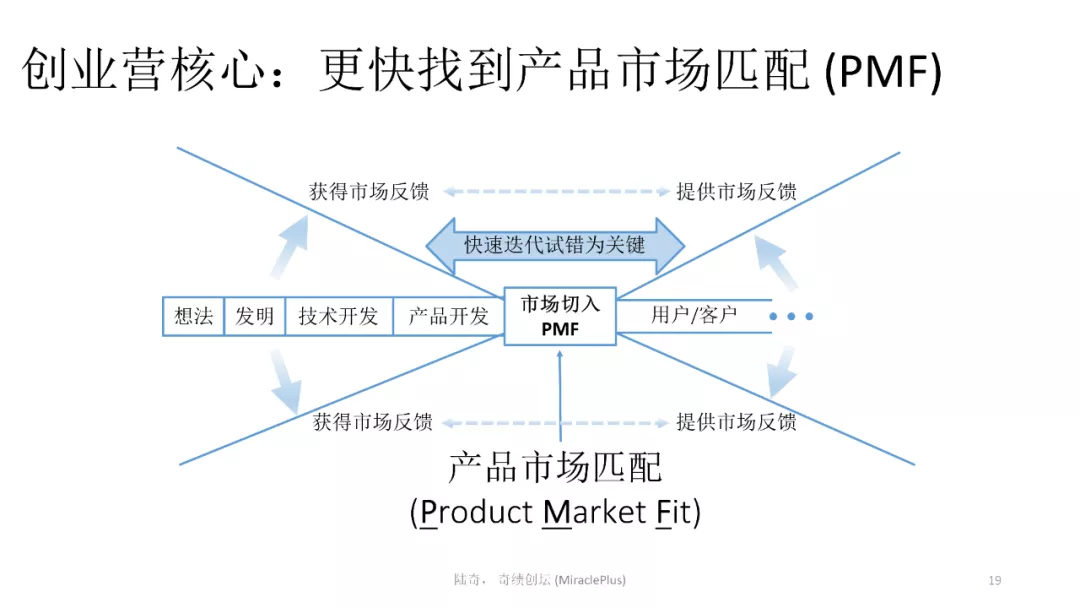 创业营核心：更快找到产品市场匹配 (PMF)
获得市场反馈
提供市场反馈
快速迭代试错为关键
想法
发明
技术开发
产品开发
市场切入
PMF
用户/客户
获得市场反馈
提供市场反馈
产品市场匹配
(Product Market Fit)
陆奇， 奇绩创坛 (MiraclePlus)
19